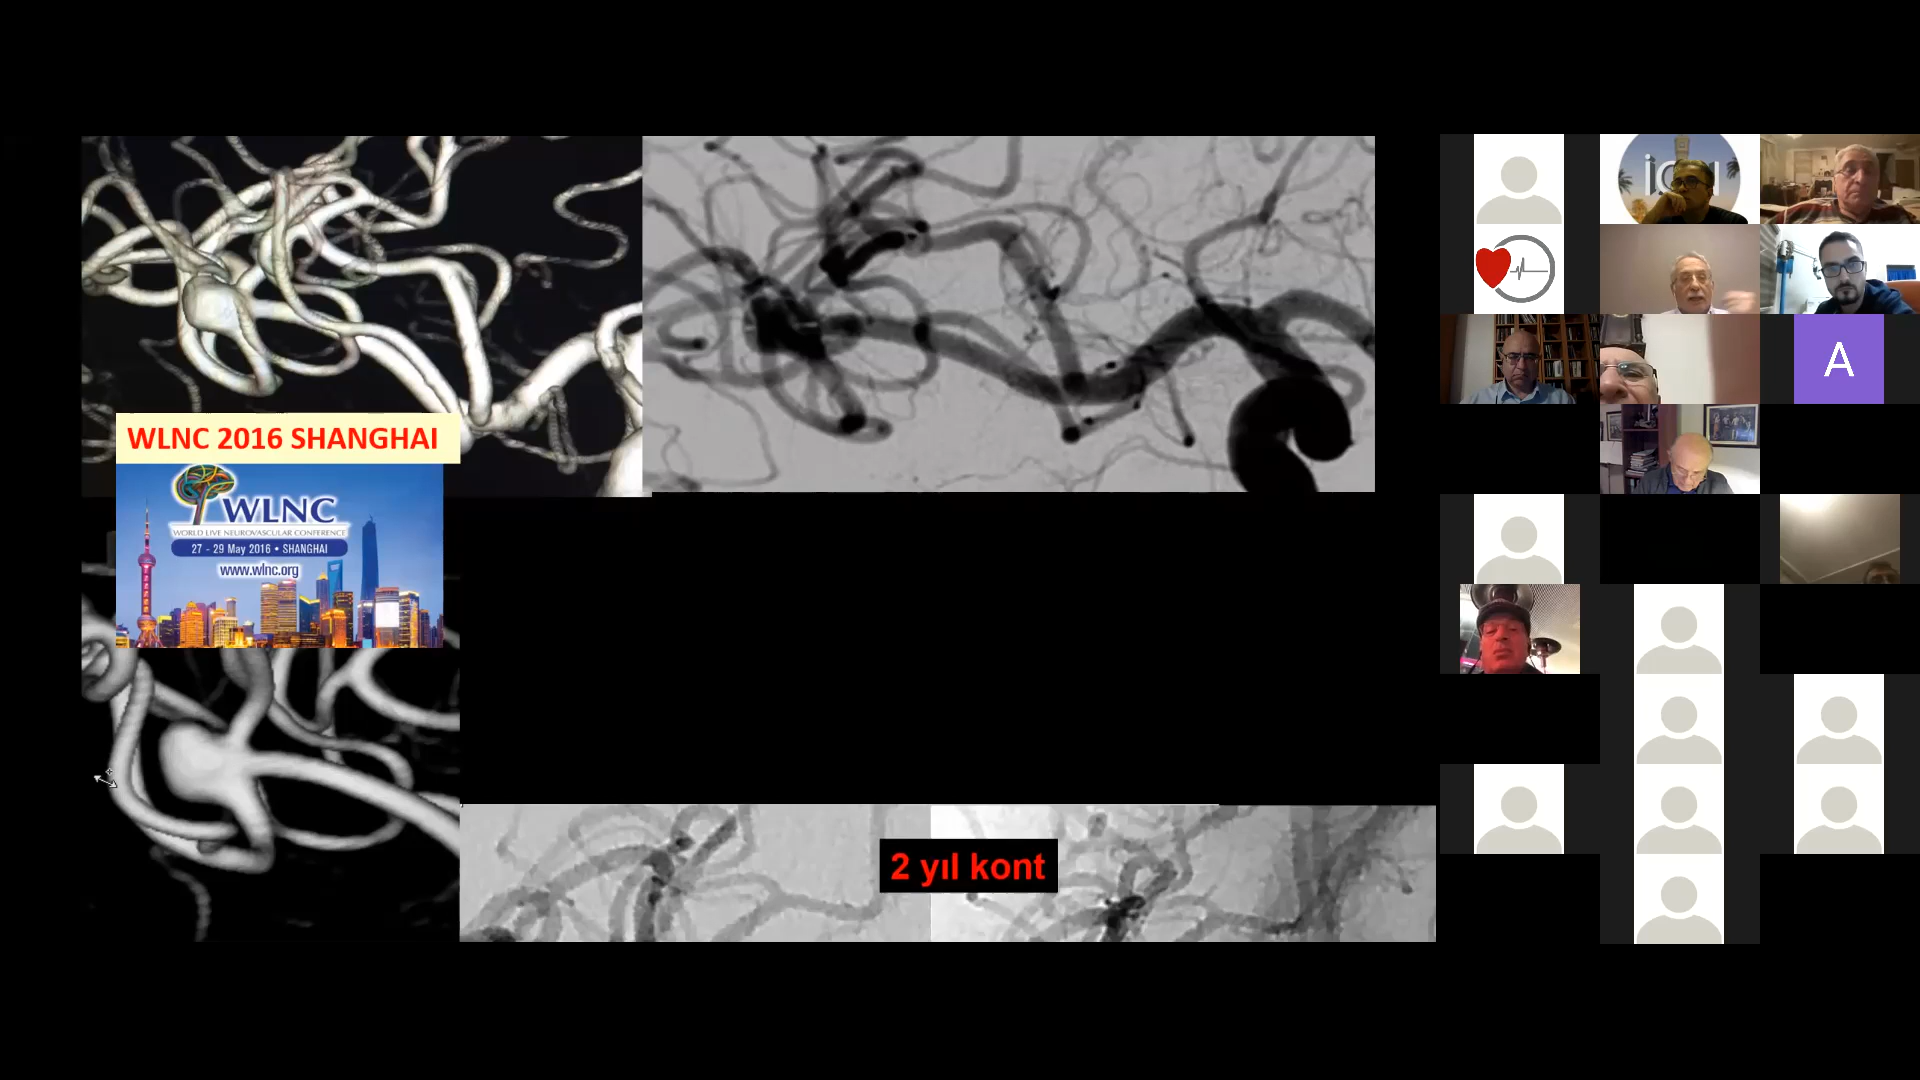 WLNC 2016 SHANGHAI
WLNC
WORLD LIVE NEUROVASCULAR CONFERENCE
27 - 29 May 2016 • SHANGHAI
www.wlnc.org
2 yıl kont
A